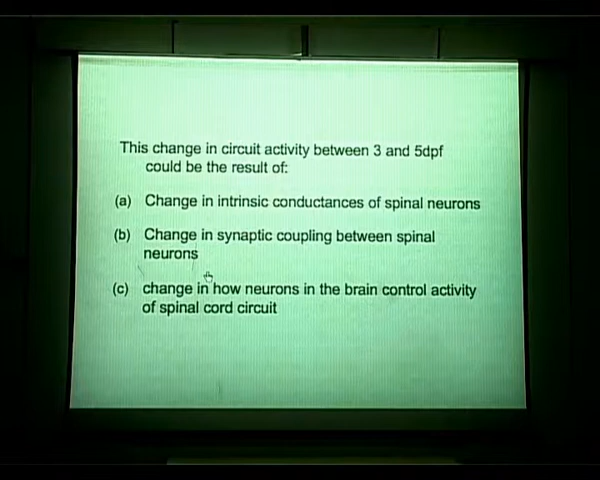 This change in circuit activity between 3 and 5dpf
could be the result of:
(a) Change in intrinsic conductances of spinal neurons
(b) Change in synaptic coupling between spinal
neurons
(c) change in how neurons in the brain control activity
of spinal cord circuit